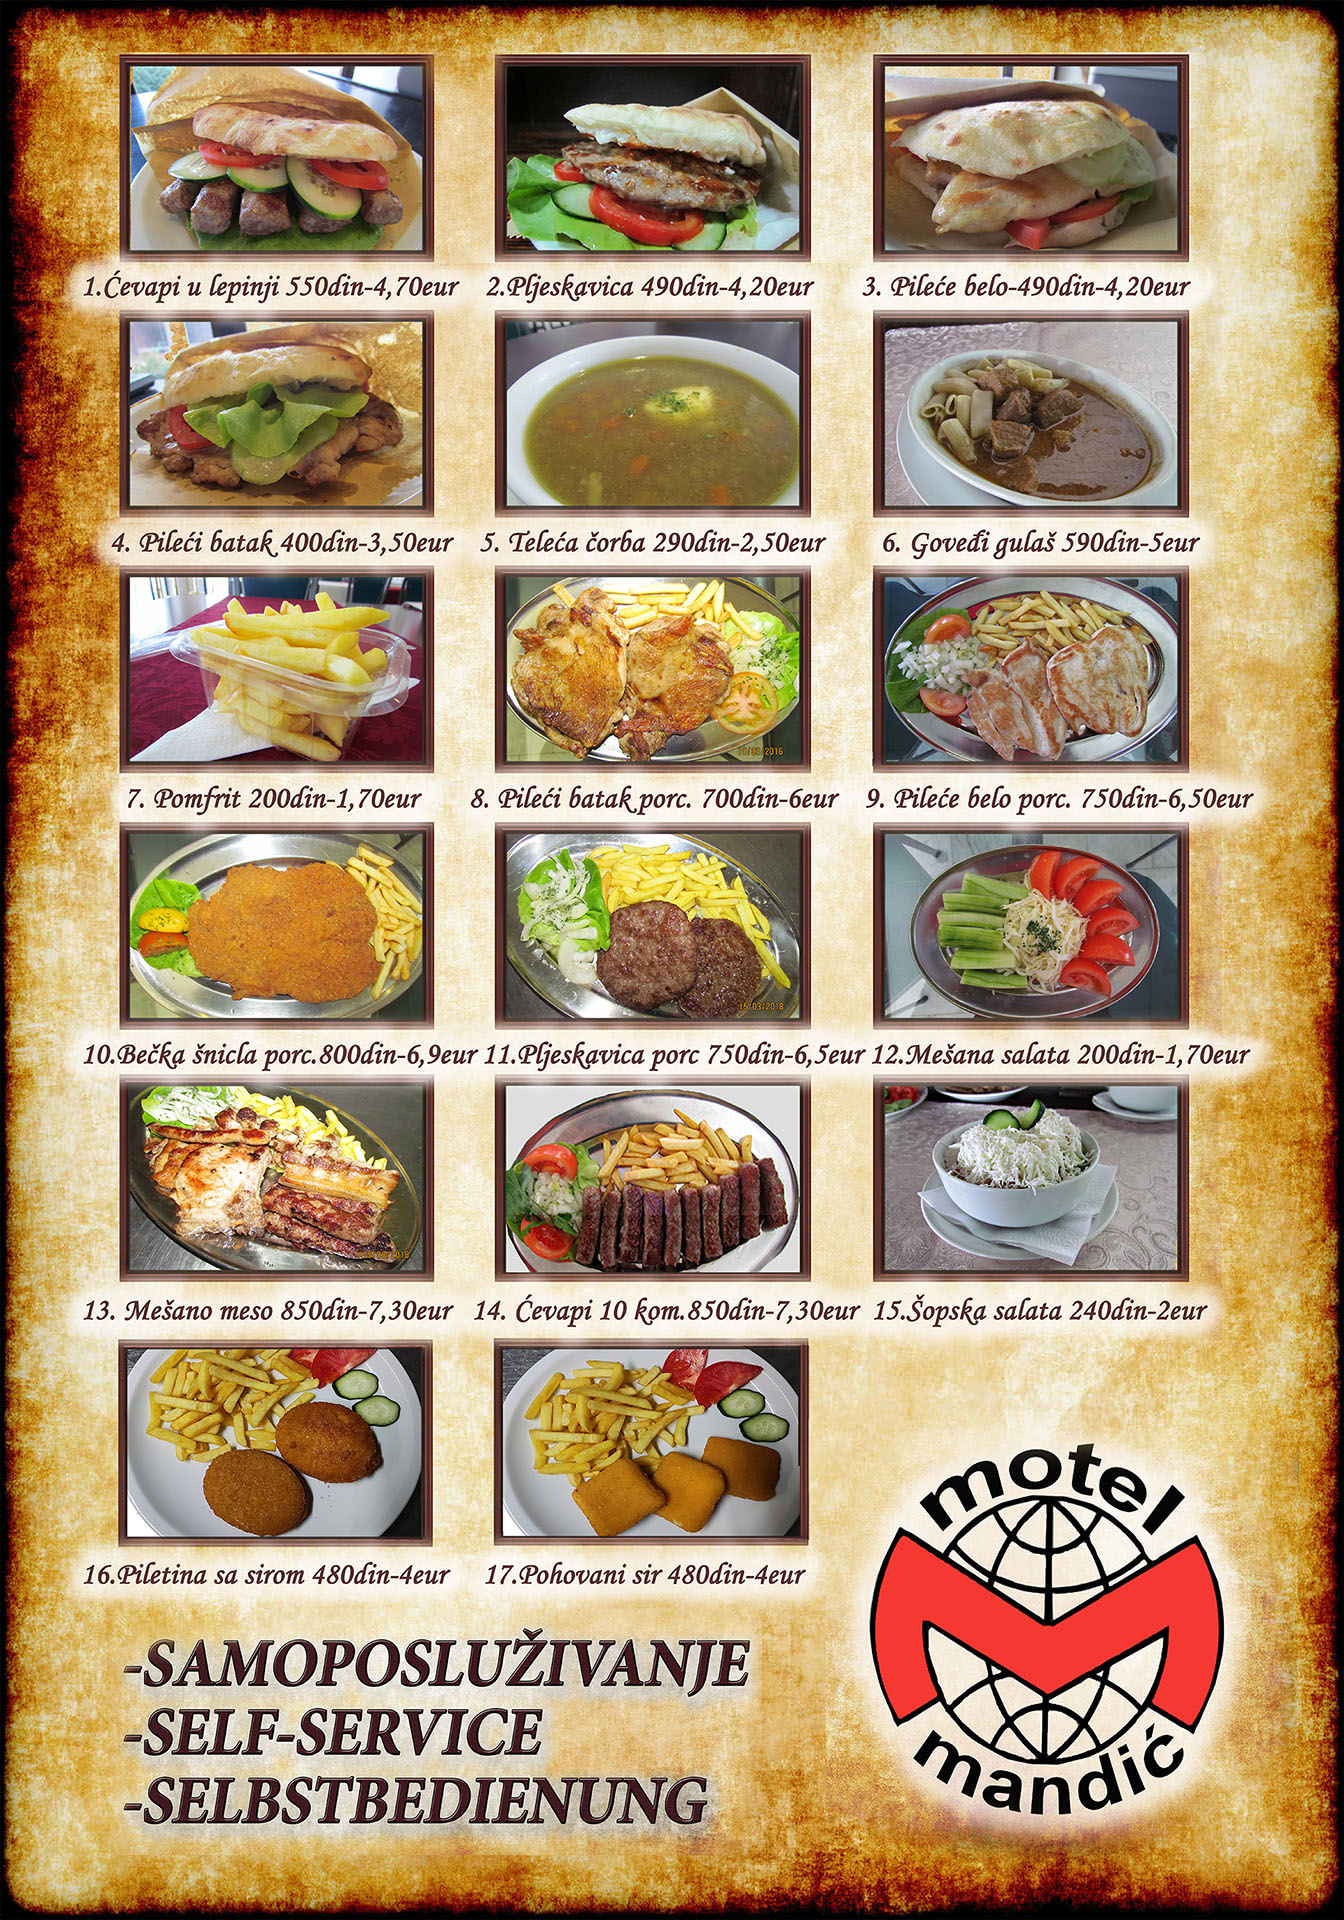 1.Ćevapi u lepinji 550din-4,70eur
2.Pljeskavica 490din-4,20eur
3. Pileće belo-490din-4,20eur
4. Pileći batak 400din-3,50eur
5. Teleća čorba 290din-2,50eur
6. Goveđi gulaš 590din-5eur
7. Pomfrit 200din-1,70eur
8. Pileći batak porc. 700din-6eur
9. Pileće belo porc. 750din-6,50eur
10.Bečka šnicla porc.800din-6,9eur
11.Pljeskavica porc 750din-6,5eur
12.Mešana salata 200din-1,70eur
13. Mešano meso 850din-7,30eur
14. Ćevapi 10 kom.850din-7,30eur
15.Šopska salata 240din-2eur
16.Piletina sa sirom 480din-4eur
17.Pohovani sir 480din-4eur
-SAMOPOSLUŽIVANJE
-SELF-SERVICE
-SELBSTBEDIENUNG
motel
mandić